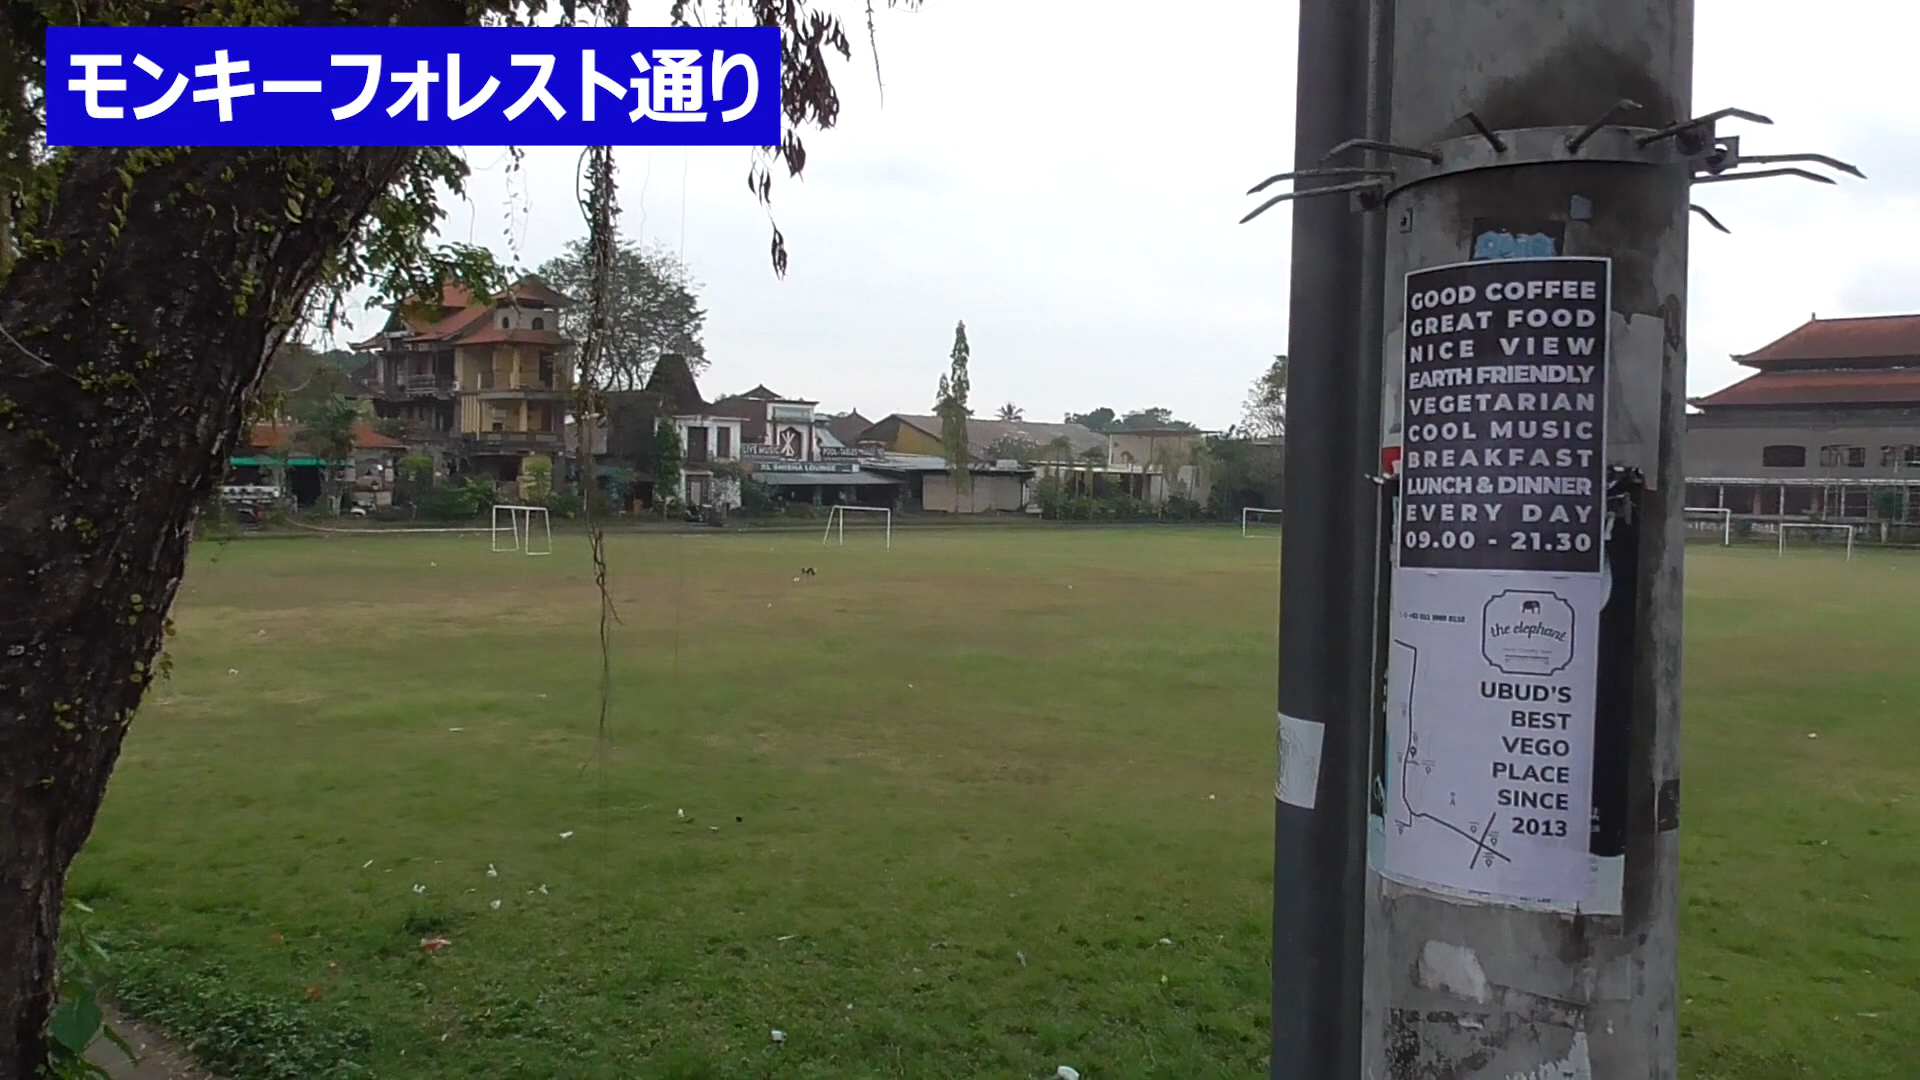 モンキーフォレスト通り
GOOD COFFEE
GREAT FOOD
NICE VIEW
EARTH FRIENDLY
VEGETARIAN
COOL MUSIC
BREAKFAST
LUNCH & DINNER
EVERY DAY
09.00 - 21.30
the elephant
UBUD'S
BEST
VEGO
PLACE
SINCE
2013
LIVE MUSIC
POOL-TABLES
XL SHISHA LOUNGE